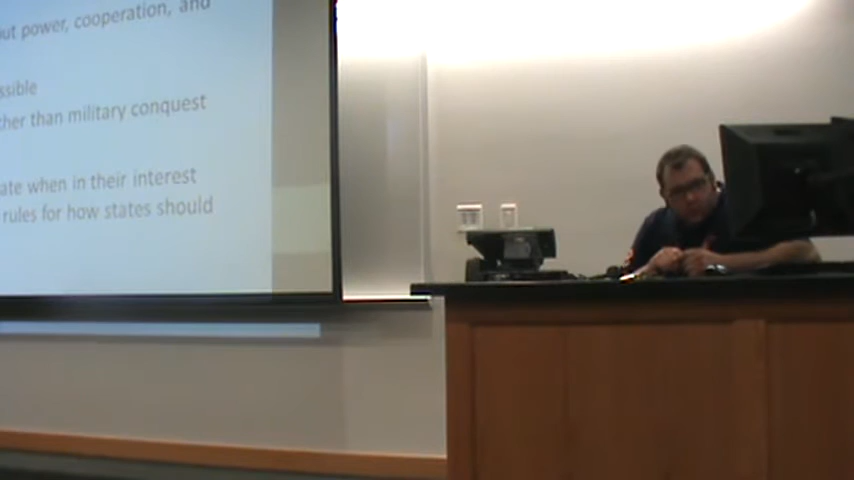 out power, cooperation, and
ssible
ther than military conquest
ate when in their interest
rules for how states should